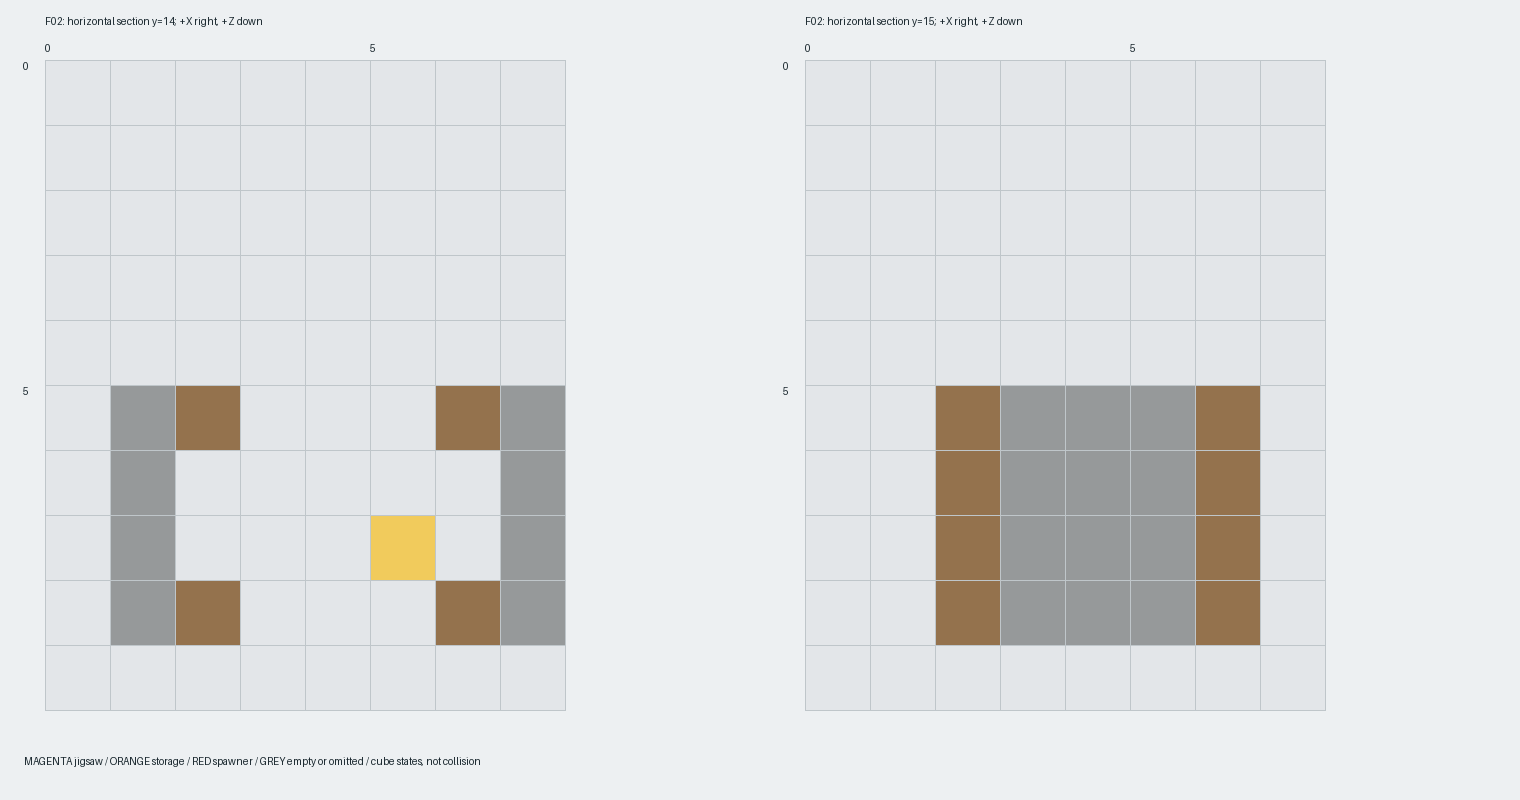 F02: horizontal section y=14; +X right, +Z down
F02: horizontal section y=15; +X right, +Z down
0 5
0 5
0
0
5
5
MAGENTA jigsaw / ORANGE storage / RED spawner / GREY empty or omitted / cube states, not collision